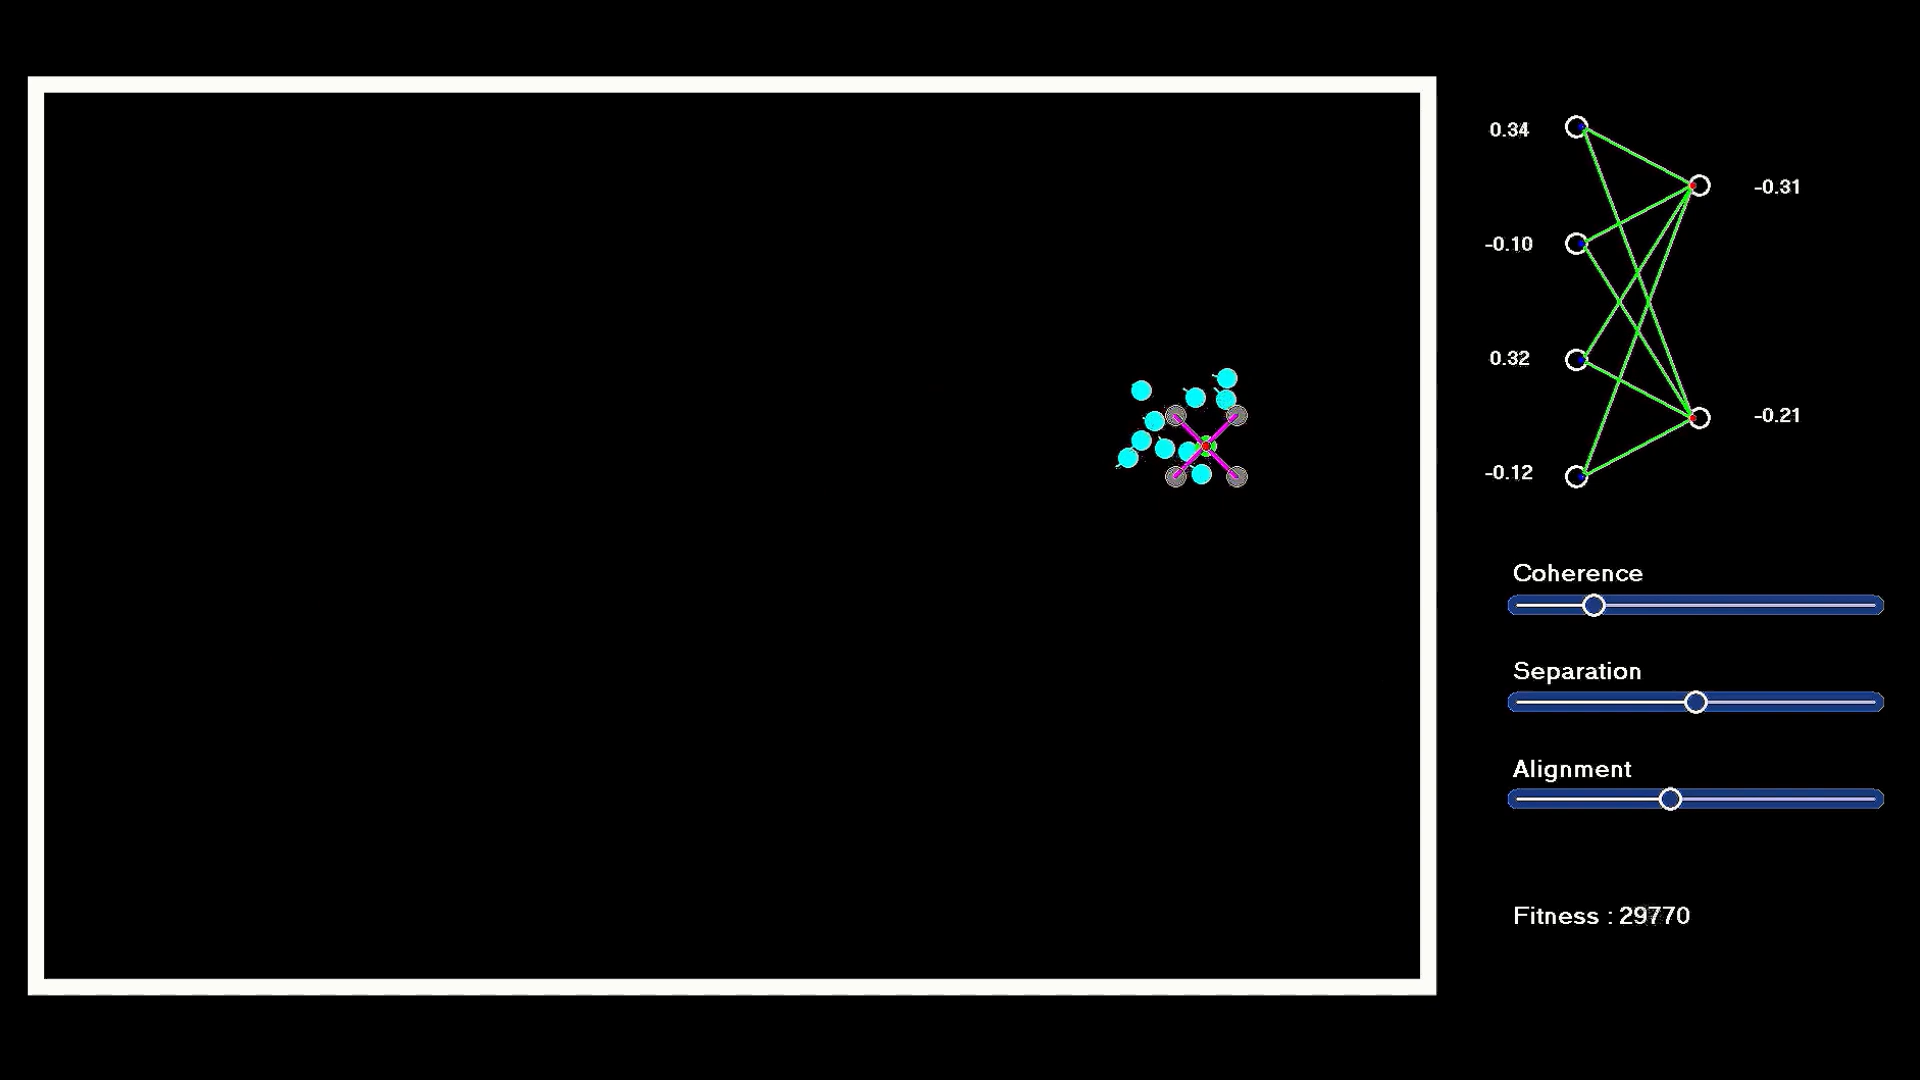 0.34
-0.31
-0.10
0.32
-0.21
-0.12
Coherence
Separation
Alignment
Fitness : 29770